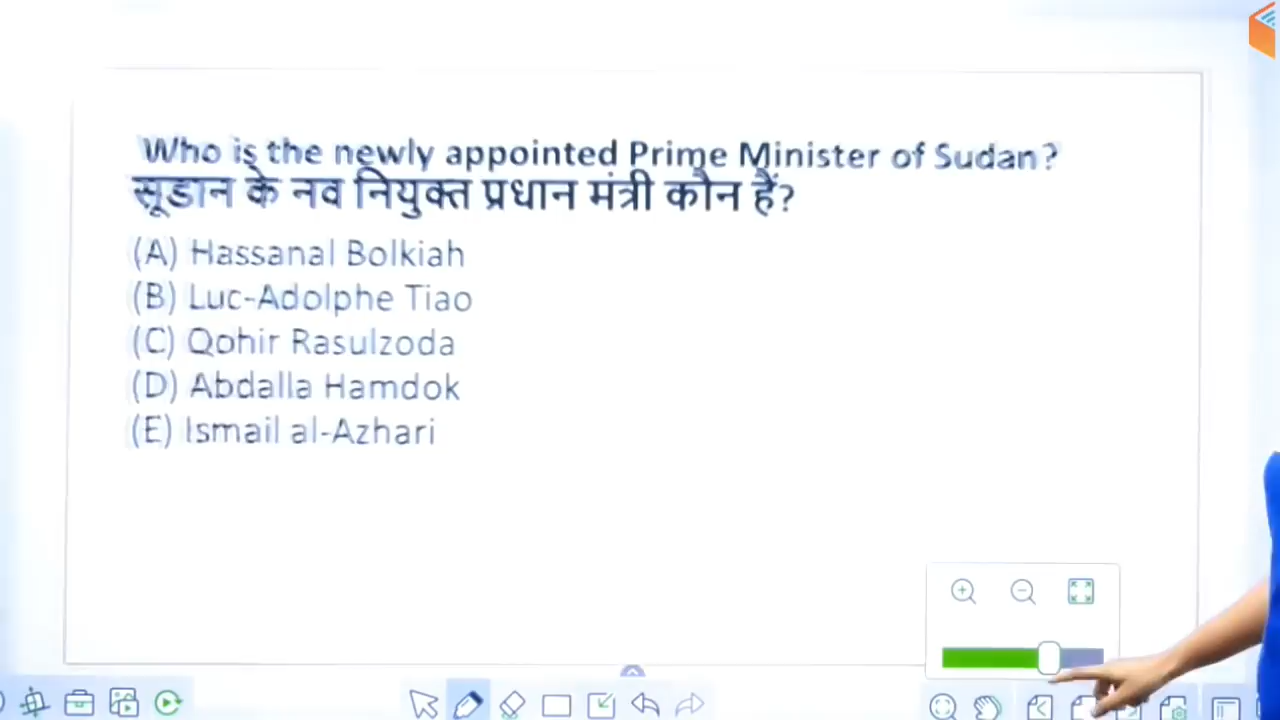 Who is the newly appointed Prime Minister of Sudan?
सूडान के नव नियुक्त प्रधान मंत्री कौन हैं?
(A) Hassanal Bolkiah
(B) Luc-Adolphe Tiao
(C) Qohir Rasulzoda
(D) Abdalla Hamdok
(E) Ismail al-Azhari